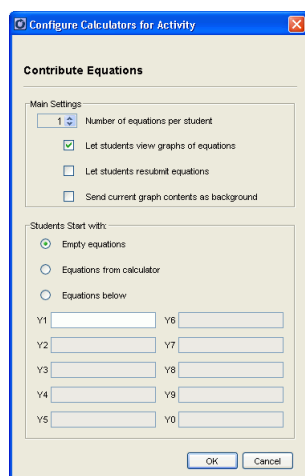 Configure Calculators for Activity
Contribute Equations
Main Settings
1 Number of equations per student
Let students view graphs of equations
Let students resubmit equations
Send current graph contents as background
Students Start with:
Empty equations
Equations from calculator
Equations below
Y1 Y6
Y2 Y7
Y3 Y8
Y4 Y9
Y5 Y0
OK Cancel